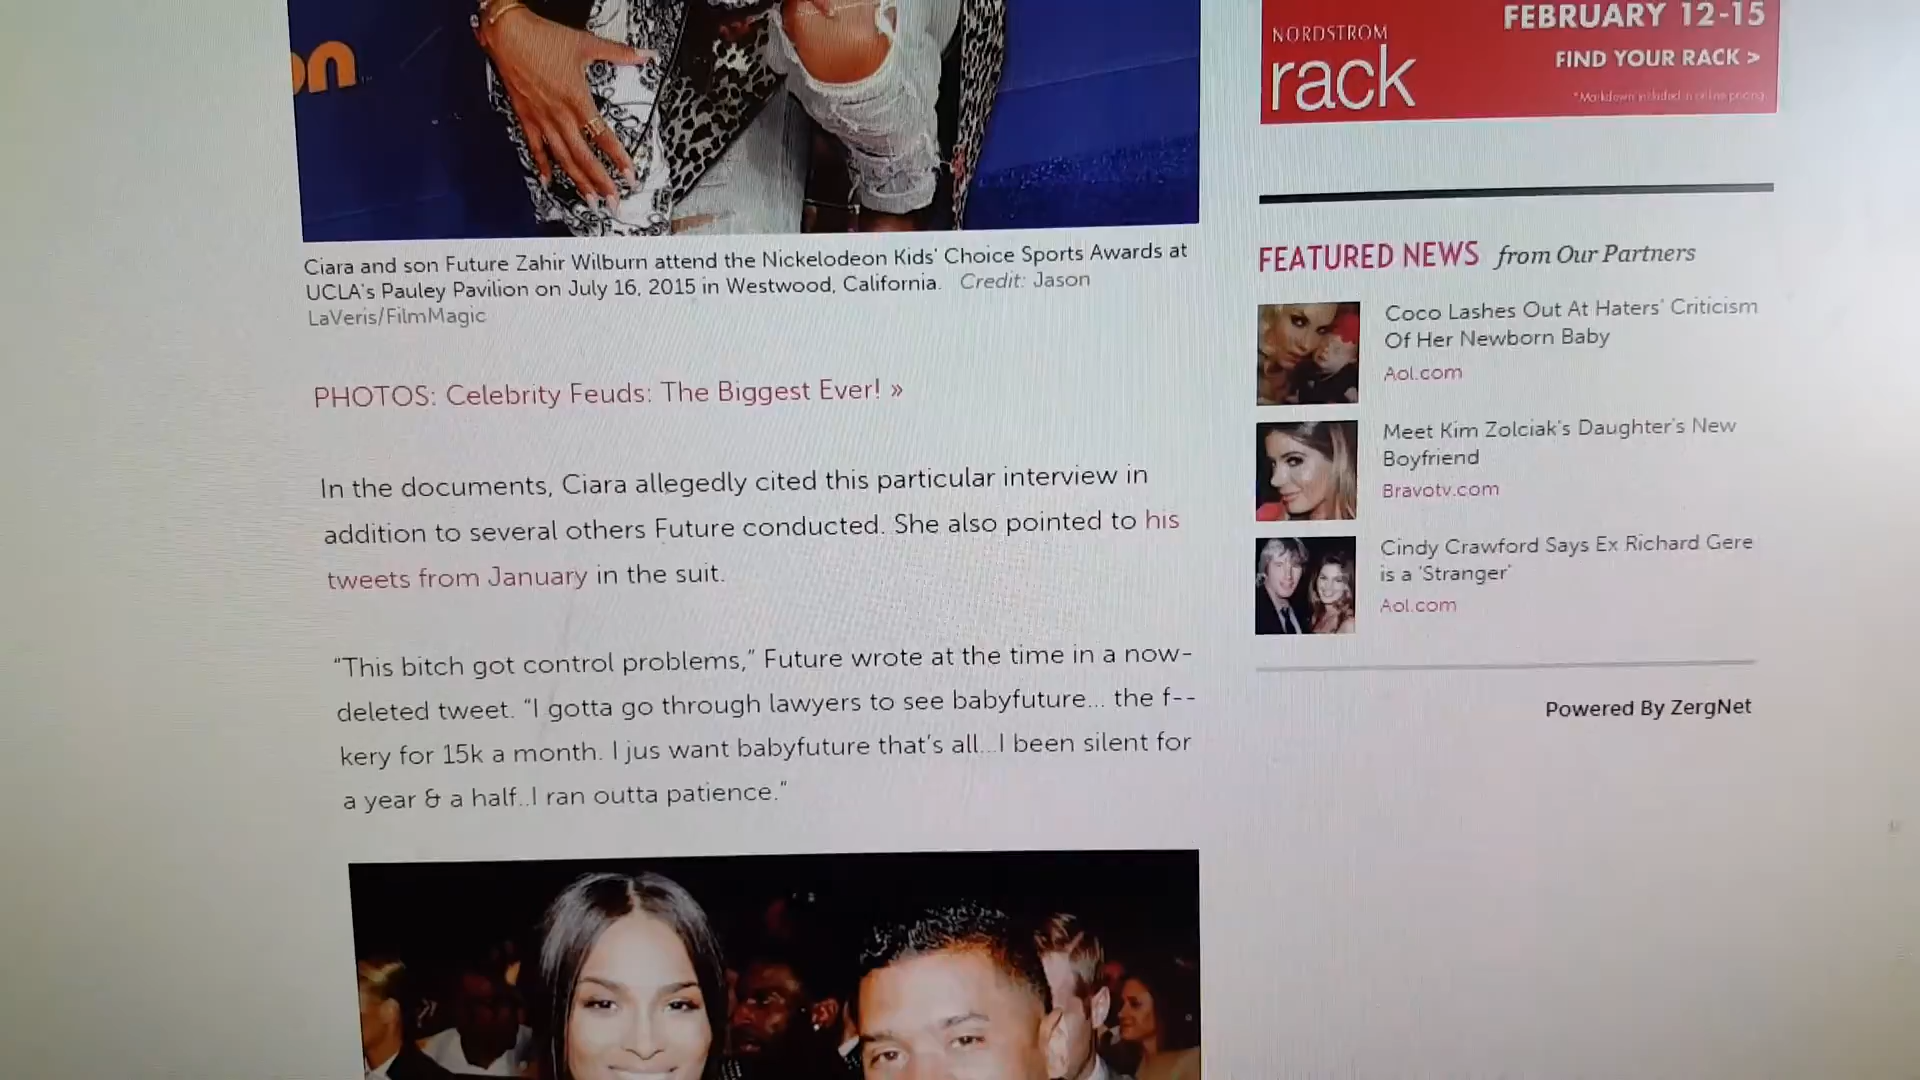 on
NORDSTROM
rack
FEBRUARY 12-15
FIND YOUR RACK >
*Markdown included in online pricing.
Ciara and son Future Zahir Wilburn attend the Nickelodeon Kids' Choice Sports Awards at
UCLA's Pauley Pavilion on July 16, 2015 in Westwood, California. Credit: Jason
LaVeris/FilmMagic
PHOTOS: Celebrity Feuds: The Biggest Ever! »
In the documents, Ciara allegedly cited this particular interview in
addition to several others Future conducted. She also pointed to his
tweets from January in the suit.
“This bitch got control problems,” Future wrote at the time in a now-
deleted tweet. “I gotta go through lawyers to see babyfuture... the f--
kery for 15k a month. I jus want babyfuture that's all...I been silent for
a year & a half..I ran outta patience.”
FEATURED NEWS from Our Partners
Coco Lashes Out At Haters' Criticism
Of Her Newborn Baby
Aol.com
Meet Kim Zolciak's Daughter's New
Boyfriend
Bravotv.com
Cindy Crawford Says Ex Richard Gere
is a 'Stranger'
Aol.com
Powered By ZergNet